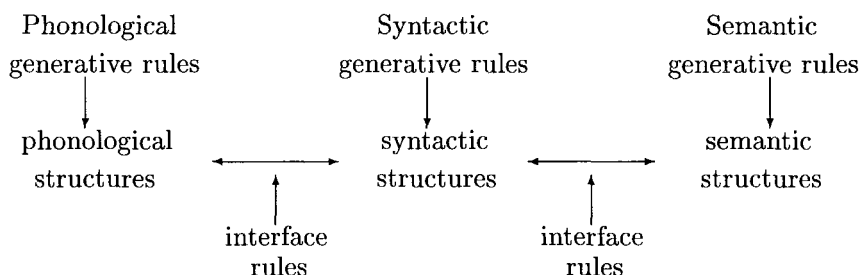 Phonological Syntactic Semantic
generative rules generative rules generative rules
phonological syntactic semantic
structures structures structures
interface interface
rules rules